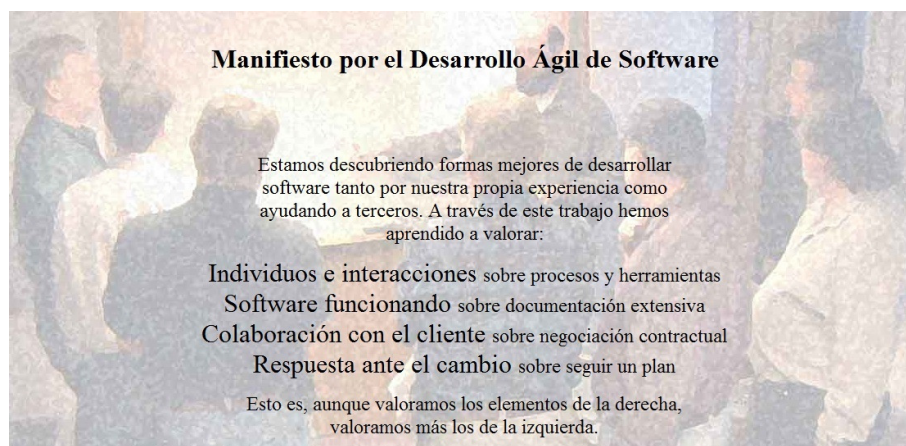 Manifiesto por el Desarrollo Ágil de Software
Estamos descubriendo formas mejores de desarrollar
software tanto por nuestra propia experiencia como
ayudando a terceros. A través de este trabajo hemos
aprendido a valorar:
Individuos e interacciones sobre procesos y herramientas
Software funcionando sobre documentación extensiva
Colaboración con el cliente sobre negociación contractual
Respuesta ante el cambio sobre seguir un plan
Esto es, aunque valoramos los elementos de la derecha,
valoramos más los de la izquierda.